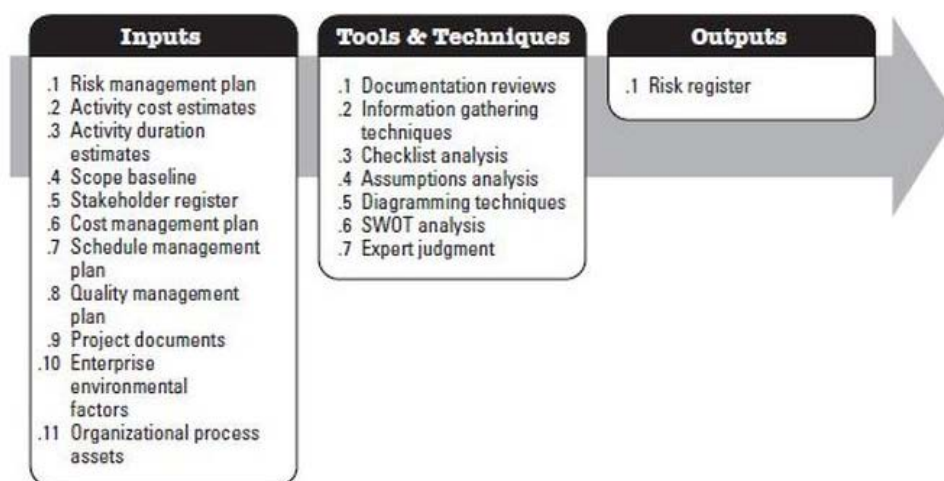 Inputs
.1 Risk management plan
.2 Activity cost estimates
.3 Activity duration
estimates
.4 Scope baseline
.5 Stakeholder register
.6 Cost management plan
.7 Schedule management
plan
.8 Quality management
plan
.9 Project documents
.10 Enterprise
environmental
factors
.11 Organizational process
assets
Tools & Techniques
.1 Documentation reviews
.2 Information gathering
techniques
.3 Checklist analysis
.4 Assumptions analysis
.5 Diagramming techniques
.6 SWOT analysis
.7 Expert judgment
Outputs
.1 Risk register